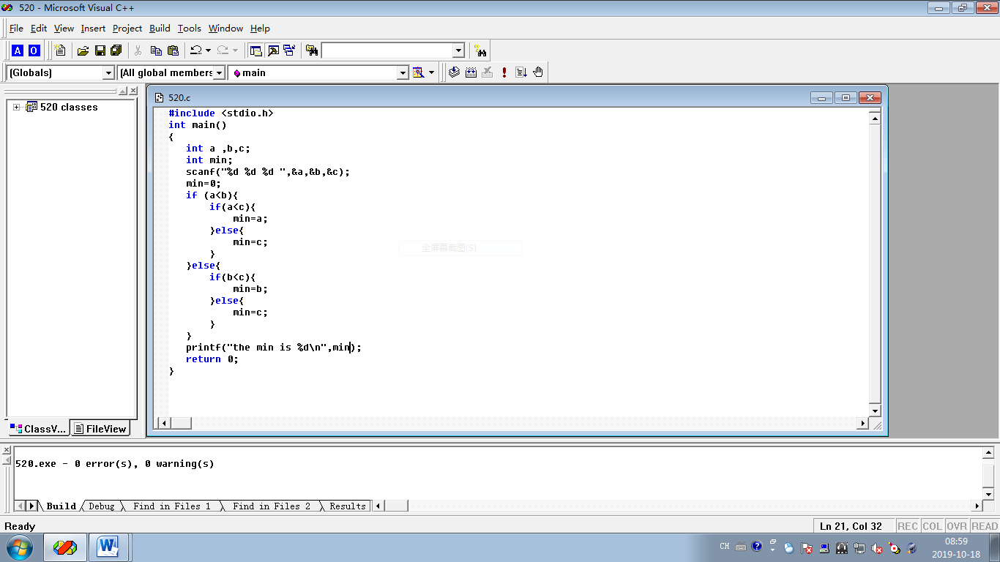 520 - Microsoft Visual C++
File Edit View Insert Project Build Tools Window Help
A O
(Globals) (All global members main
520 classes
520.c
#include <stdio.h>
int main()
{
int a ,b,c;
int min;
scanf("%d %d %d ",&a,&b,&c);
min=0;
if (a<b){
if(a<c){
min=a;
}else{
min=c;
}
}else{
if(b<c){
min=b;
}else{
min=c;
}
}
printf("the min is %d\n",min);
return 0;
}
全屏幕截图(S)
ClassV... FileView
520.exe - 0 error(s), 0 warning(s)
Build Debug Find in Files 1 Find in Files 2 Results
Ready Ln 21, Col 32 REC COL OVR READ
W CH 08:59
2019-10-18